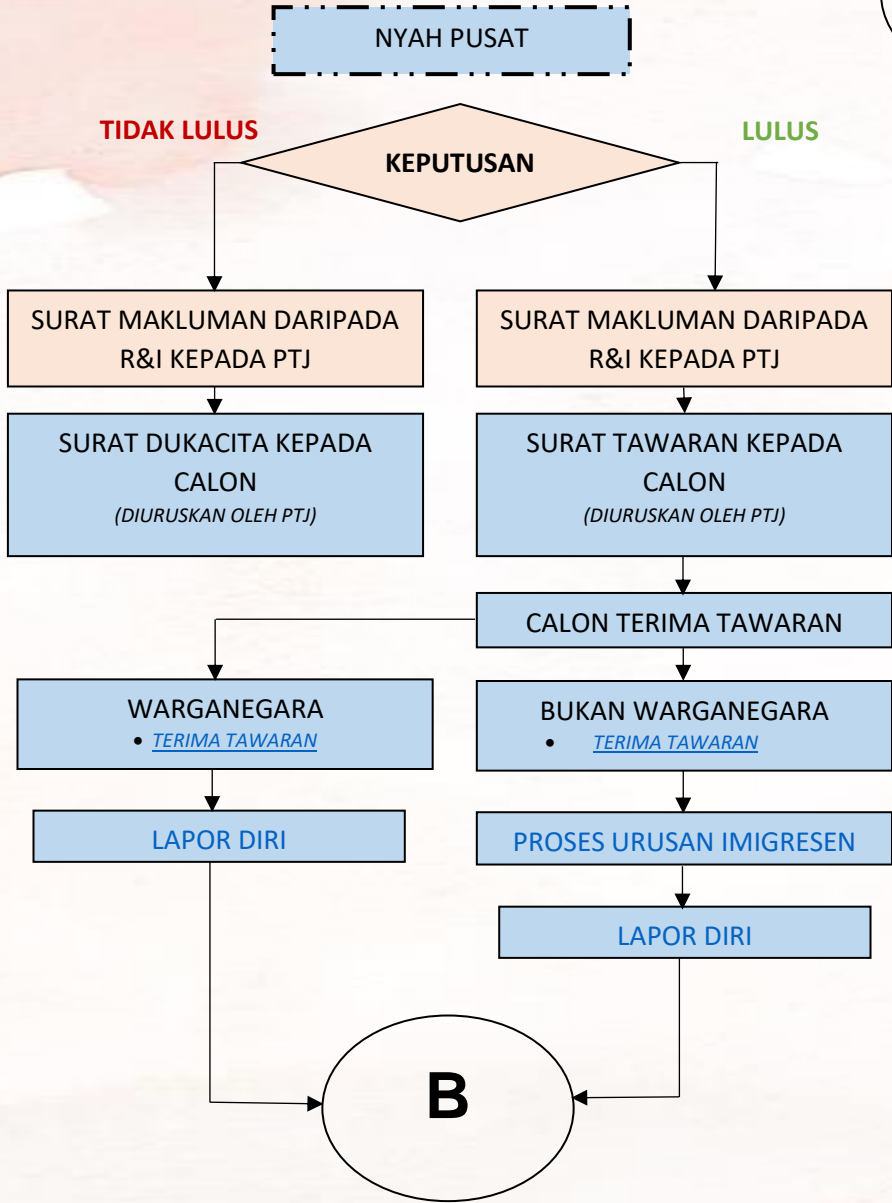 NYAH PUSAT
TIDAK LULUS
KEPUTUSAN
LULUS
SURAT MAKLUMAN DARIPADA
R&I KEPADA PTJ
SURAT MAKLUMAN DARIPADA
R&I KEPADA PTJ
SURAT DUKACITA KEPADA
CALON
(DIURUSKAN OLEH PTJ)
SURAT TAWARAN KEPADA
CALON
(DIURUSKAN OLEH PTJ)
CALON TERIMA TAWARAN
WARGANEGARA
• TERIMA TAWARAN
BUKAN WARGANEGARA
• TERIMA TAWARAN
LAPOR DIRI
PROSES URUSAN IMIGRESEN
LAPOR DIRI
B